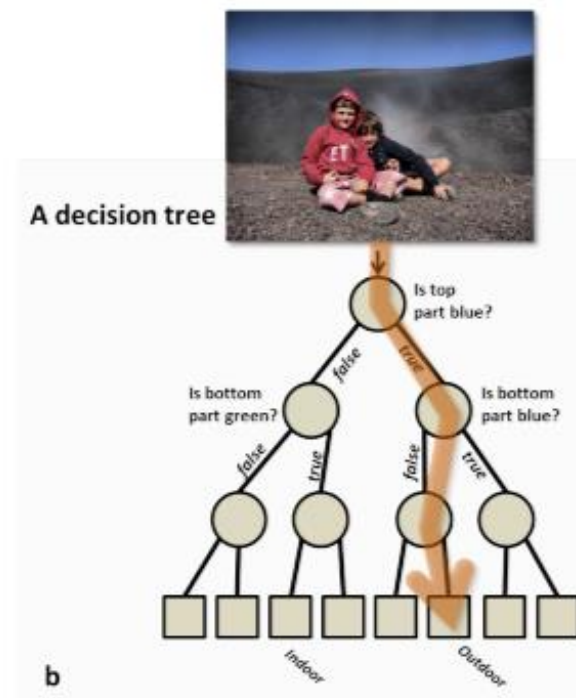 ET
A decision tree
Is top
part blue?
false
true
Is bottom
part green?
Is bottom
part blue?
false
true
false
true
Indoor
Outdoor
b